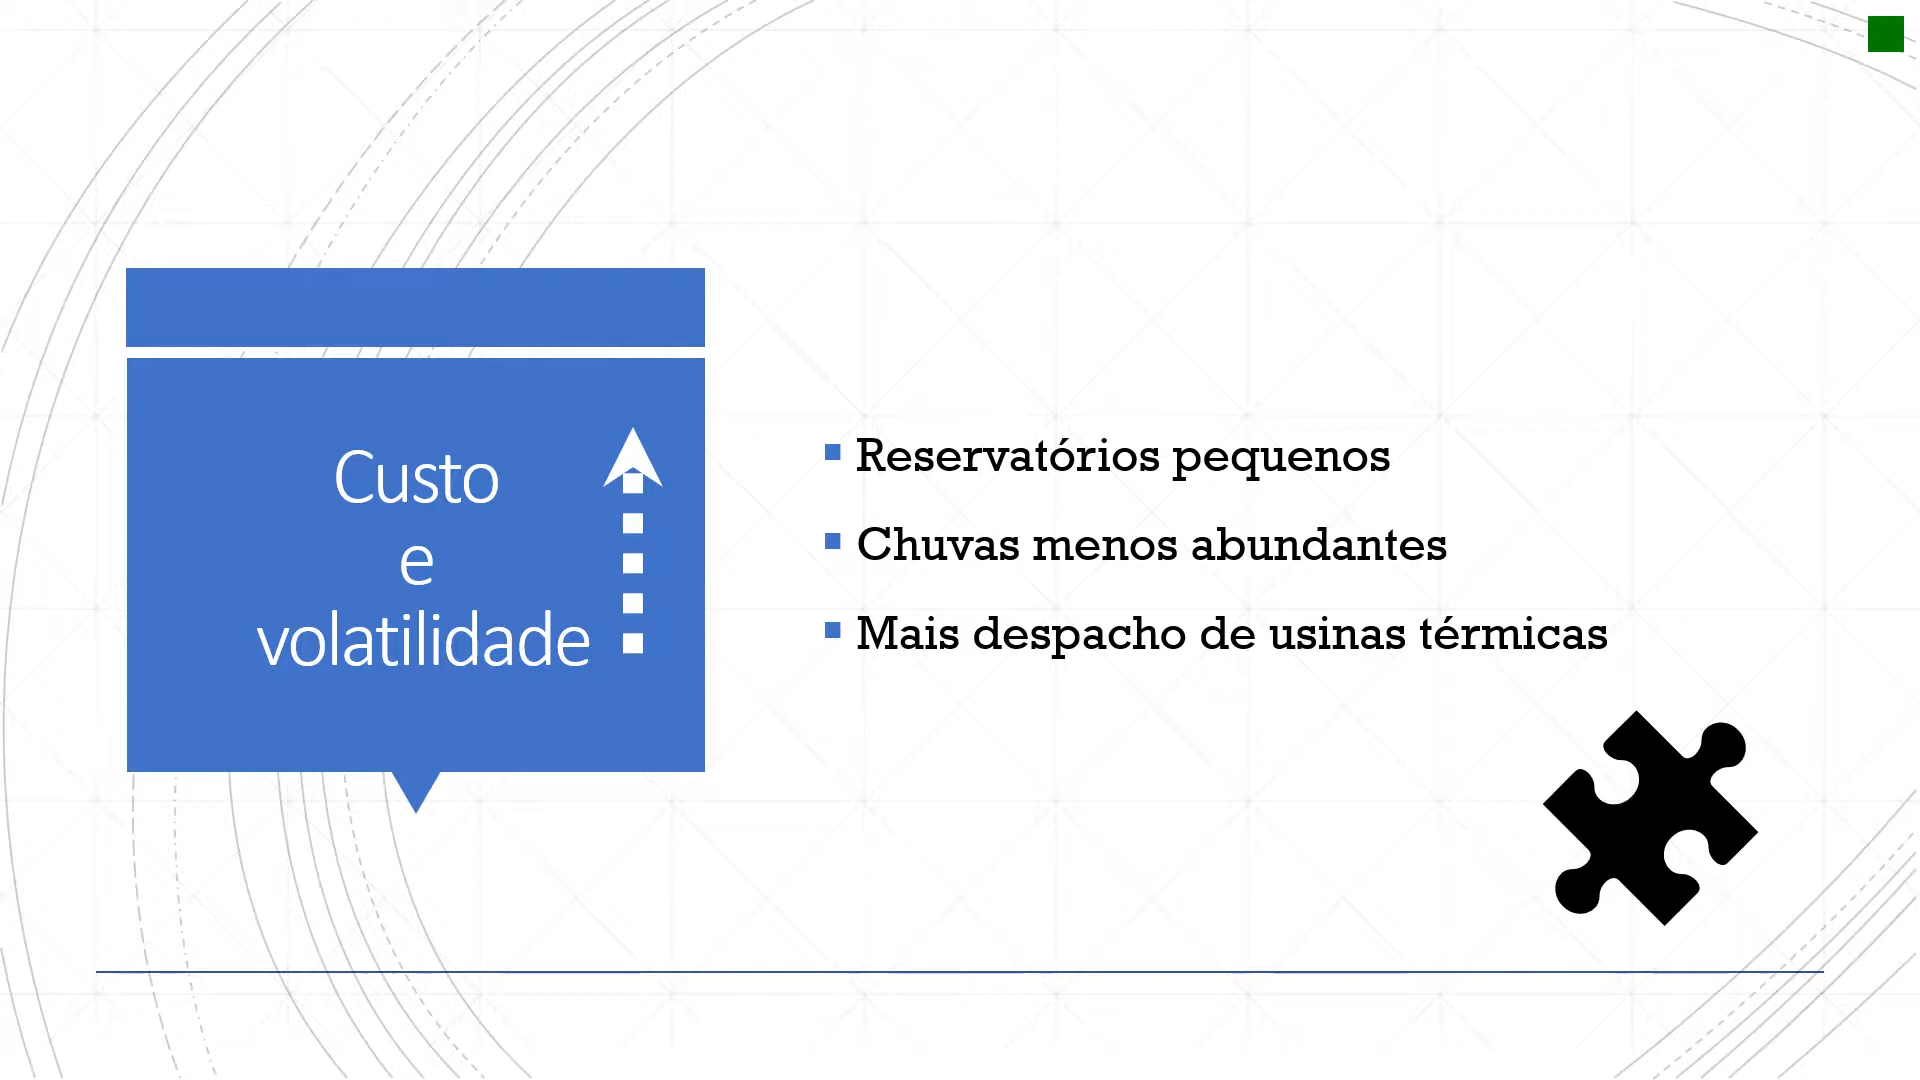 Custo
e
volatilidade
Reservatórios pequenos
Chuvas menos abundantes
Mais despacho de usinas térmicas